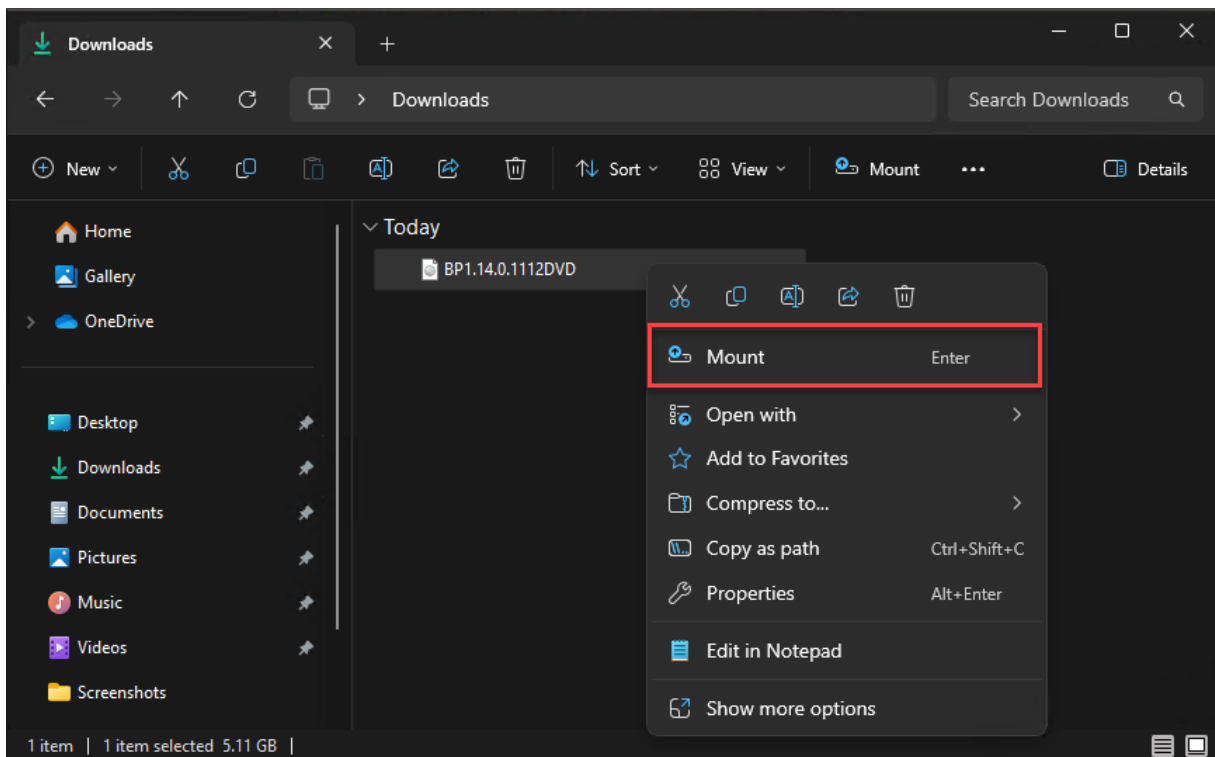 Downloads
Downloads
Search Downloads
New
Sort
View
Mount
Details
Home
Gallery
OneDrive
Desktop
Downloads
Documents
Pictures
Music
Videos
Screenshots
Today
BP1.14.0.1112DVD
Mount Enter
Open with
Add to Favorites
Compress to...
Copy as path Ctrl+Shift+C
Properties Alt+Enter
Edit in Notepad
Show more options
1 item | 1 item selected 5.11 GB |